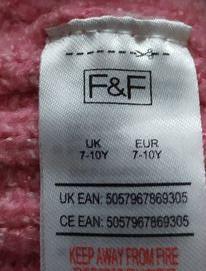 F&F
UK EUR
7-10Y 7-10Y
UK EAN: 5057967869305
CE EAN: 5057967869305
KEEP AWAY FROM FIRE